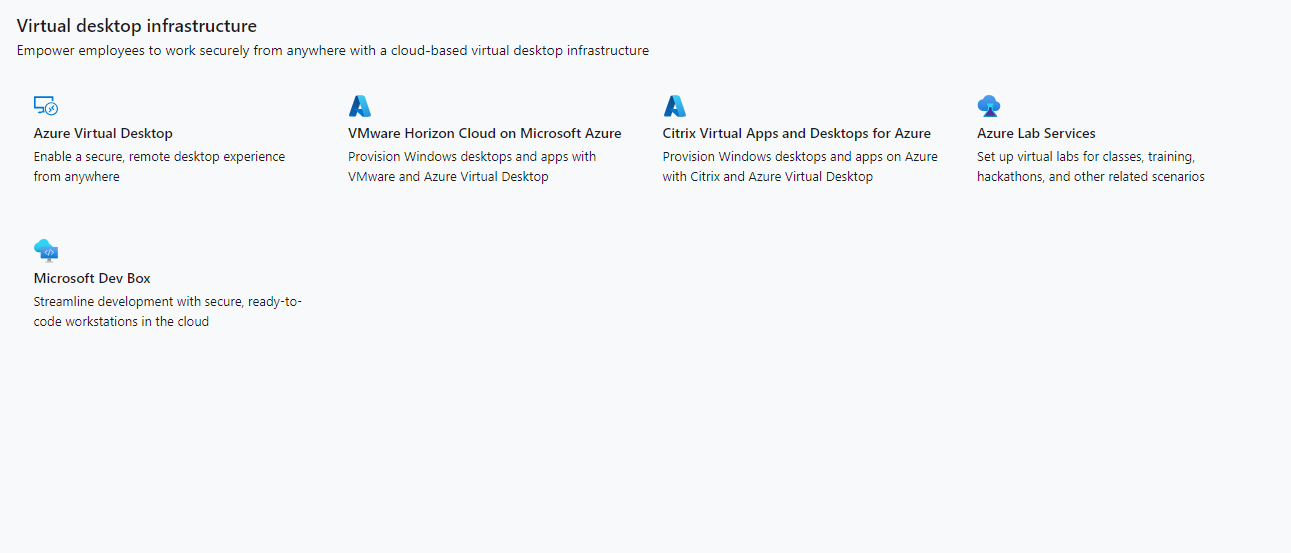 Virtual desktop infrastructure
Empower employees to work securely from anywhere with a cloud-based virtual desktop infrastructure
Azure Virtual Desktop
Enable a secure, remote desktop experience
from anywhere
VMware Horizon Cloud on Microsoft Azure
Provision Windows desktops and apps with
VMware and Azure Virtual Desktop
Citrix Virtual Apps and Desktops for Azure
Provision Windows desktops and apps on Azure
with Citrix and Azure Virtual Desktop
Azure Lab Services
Set up virtual labs for classes, training,
hackathons, and other related scenarios
Microsoft Dev Box
Streamline development with secure, ready-to-
code workstations in the cloud